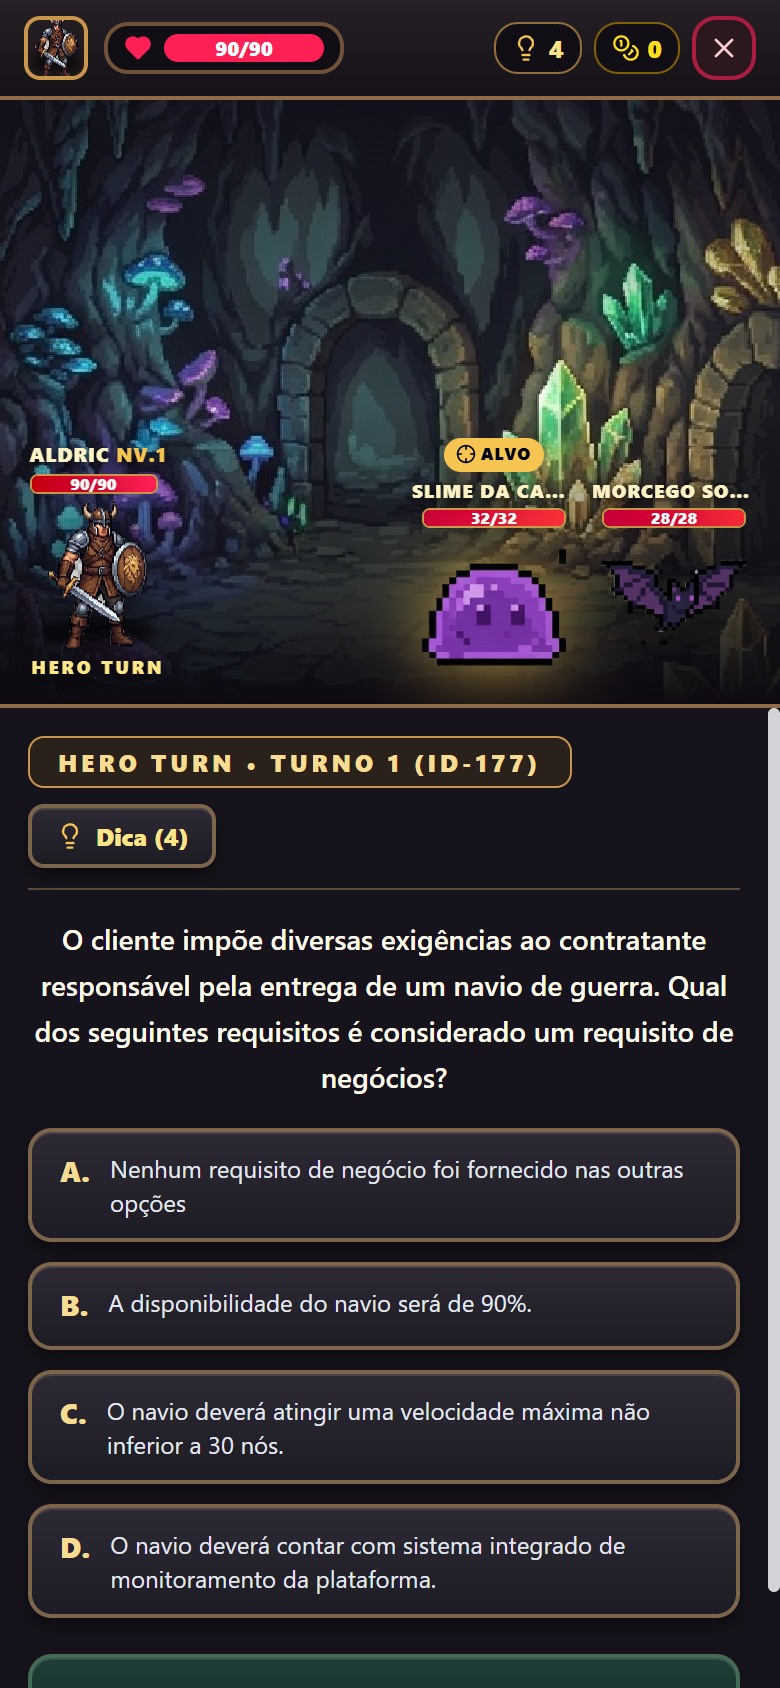 90/90
4
0
ALDRIC NV.1
90/90
ALVO
SLIME DA CA...
MORCEGO SO...
32/32
28/28
HERO TURN
HERO TURN • TURNO 1 (ID-177)
Dica (4)
O cliente impõe diversas exigências ao contratante
responsável pela entrega de um navio de guerra. Qual
dos seguintes requisitos é considerado um requisito de
negócios?
A. Nenhum requisito de negócio foi fornecido nas outras
opções
B. A disponibilidade do navio será de 90%.
C. O navio deverá atingir uma velocidade máxima não
inferior a 30 nós.
D. O navio deverá contar com sistema integrado de
monitoramento da plataforma.